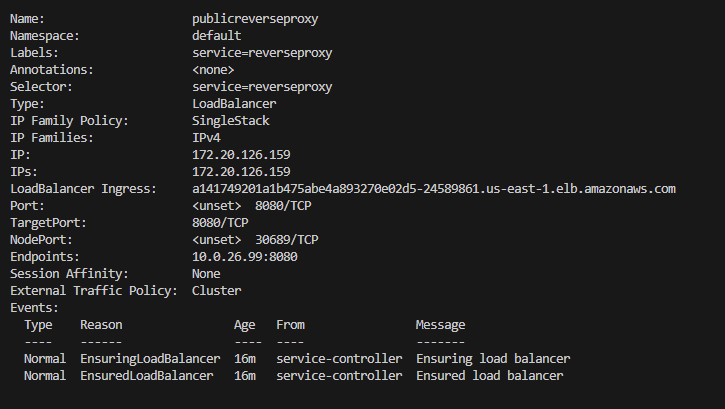 Name:                     publicreverseproxy
Namespace:                default
Labels:                   service=reverseproxy
Annotations:              <none>
Selector:                 service=reverseproxy
Type:                     LoadBalancer
IP Family Policy:         SingleStack
IP Families:              IPv4
IP:                       172.20.126.159
IPs:                      172.20.126.159
LoadBalancer Ingress:     a141749201a1b475abe4a893270e02d5-24589861.us-east-1.elb.amazonaws.com
Port:                     <unset>  8080/TCP
TargetPort:               8080/TCP
NodePort:                 <unset>  30689/TCP
Endpoints:                10.0.26.99:8080
Session Affinity:         None
External Traffic Policy:  Cluster
Events:
  Type    Reason                Age   From                Message
  ----    ------                ----  ----                -------
  Normal  EnsuringLoadBalancer  16m   service-controller  Ensuring load balancer
  Normal  EnsuredLoadBalancer   16m   service-controller  Ensured load balancer